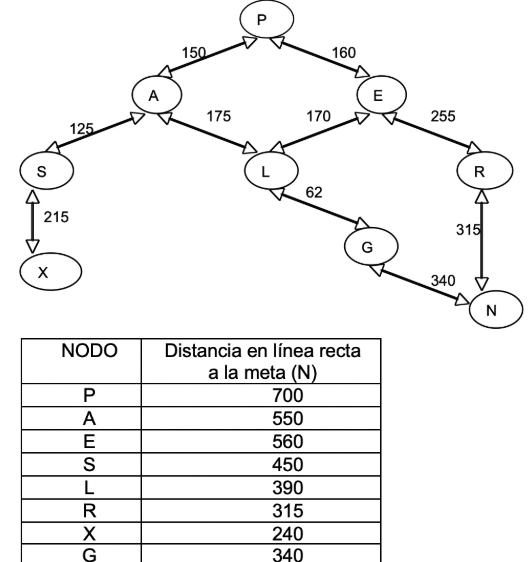 P
150
160
A
E
125
175
170
255
S
L
R
62
215
315
G
X
340
N
NODO Distancia en línea recta
a la meta (N)
P 700
A 550
E 560
S 450
L 390
R 315
X 240
G 340